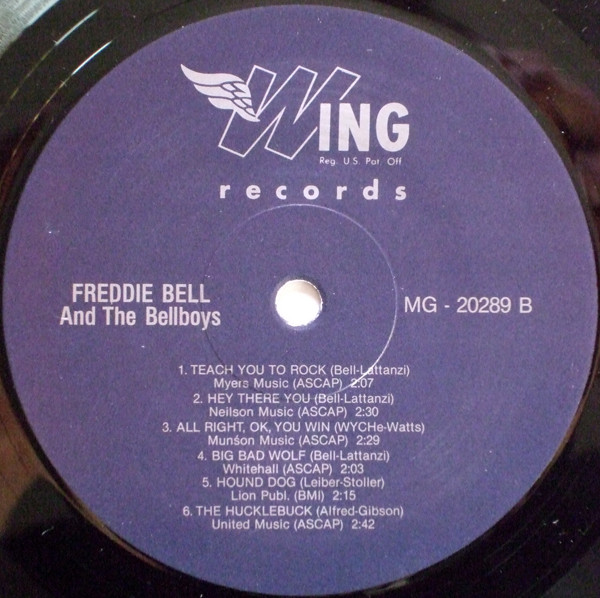 WING
Reg. U.S. Pat. Off
records
FREDDIE BELL
And The Bellboys
MG - 20289 B
1. TEACH YOU TO ROCK (Bell-Lattanzi)
Myers Music (ASCAP) 2:07
2. HEY THERE YOU (Bell-Lattanzi)
Neilson Music (ASCAP) 2:30
3. ALL RIGHT, OK, YOU WIN (WYCHe-Watts)
Munson Music (ASCAP) 2:29
4. BIG BAD WOLF (Bell-Lattanzi)
Whitehall (ASCAP) 2:03
5. HOUND DOG (Leiber-Stoller)
Lion Publ. (BMI) 2:15
6. THE HUCKLEBUCK (Alfred-Gibson)
United Music (ASCAP) 2:42